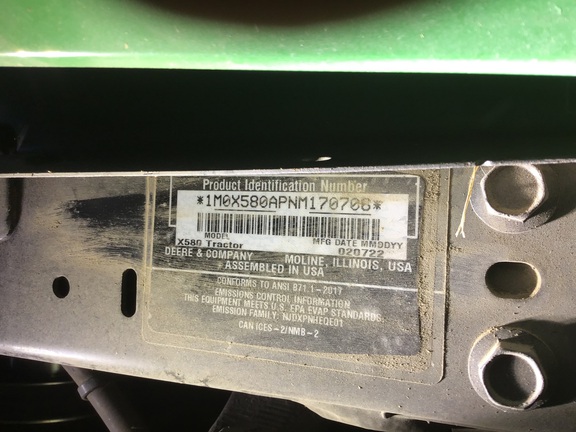 Product Identification Number
*1M0X580APNM170706*
MODEL
X580 Tractor
MFG DATE MMDDYY
020722
DEERE & COMPANY MOLINE, ILLINOIS, USA
ASSEMBLED IN USA
CONFORMS TO ANSI B71.1-2017
EMISSIONS CONTROL INFORMATION
THIS EQUIPMENT MEETS U.S. EPA EVAP STANDARDS.
EMISSION FAMILY: NJDXPNHEQE01
CAN ICES-2/NMB-2